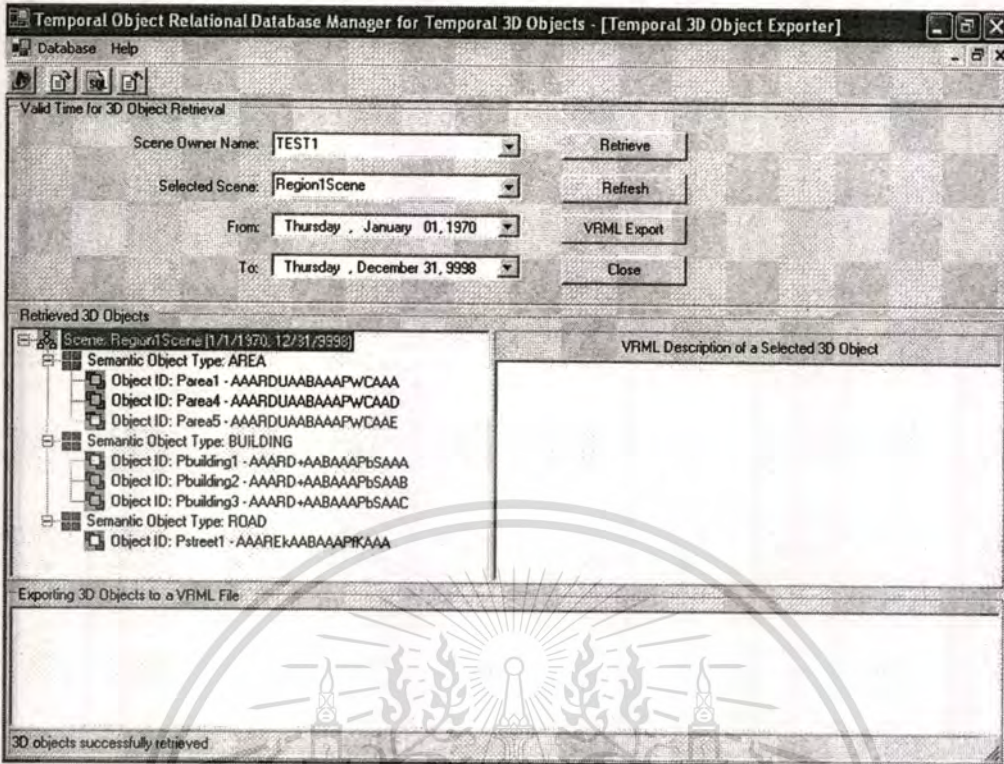 Temporal Object Relational Database Manager for Temporal 3D Objects - [Temporal 3D Object Exporter]
Database Help
SQL
Valid Time for 3D Object Retrieval
Scene Owner Name: TEST1 Retrieve
Selected Scene: Region1Scene Refresh
From: Thursday , January 01, 1970 VRML Export
To: Thursday , December 31, 9998 Close
Retrieved 3D Objects
Scene: Region1Scene [1/1/1970, 12/31/9998]
Semantic Object Type: AREA
Object ID: Parea1 - AAARDUAABAAAPWCAAA
Object ID: Parea4 - AAARDUAABAAAPWCAAD
Object ID: Parea5 - AAARDUAABAAAPWCAAE
Semantic Object Type: BUILDING
Object ID: Pbuilding1 - AAARD+AABAAAPbSAAA
Object ID: Pbuilding2 - AAARD+AABAAAPbSAAB
Object ID: Pbuilding3 - AAARD+AABAAAPbSAAC
Semantic Object Type: ROAD
Object ID: Pstreet1 - AAAREkAABAAAPfKAAA
VRML Description of a Selected 3D Object
Exporting 3D Objects to a VRML File
3D objects successfully retrieved